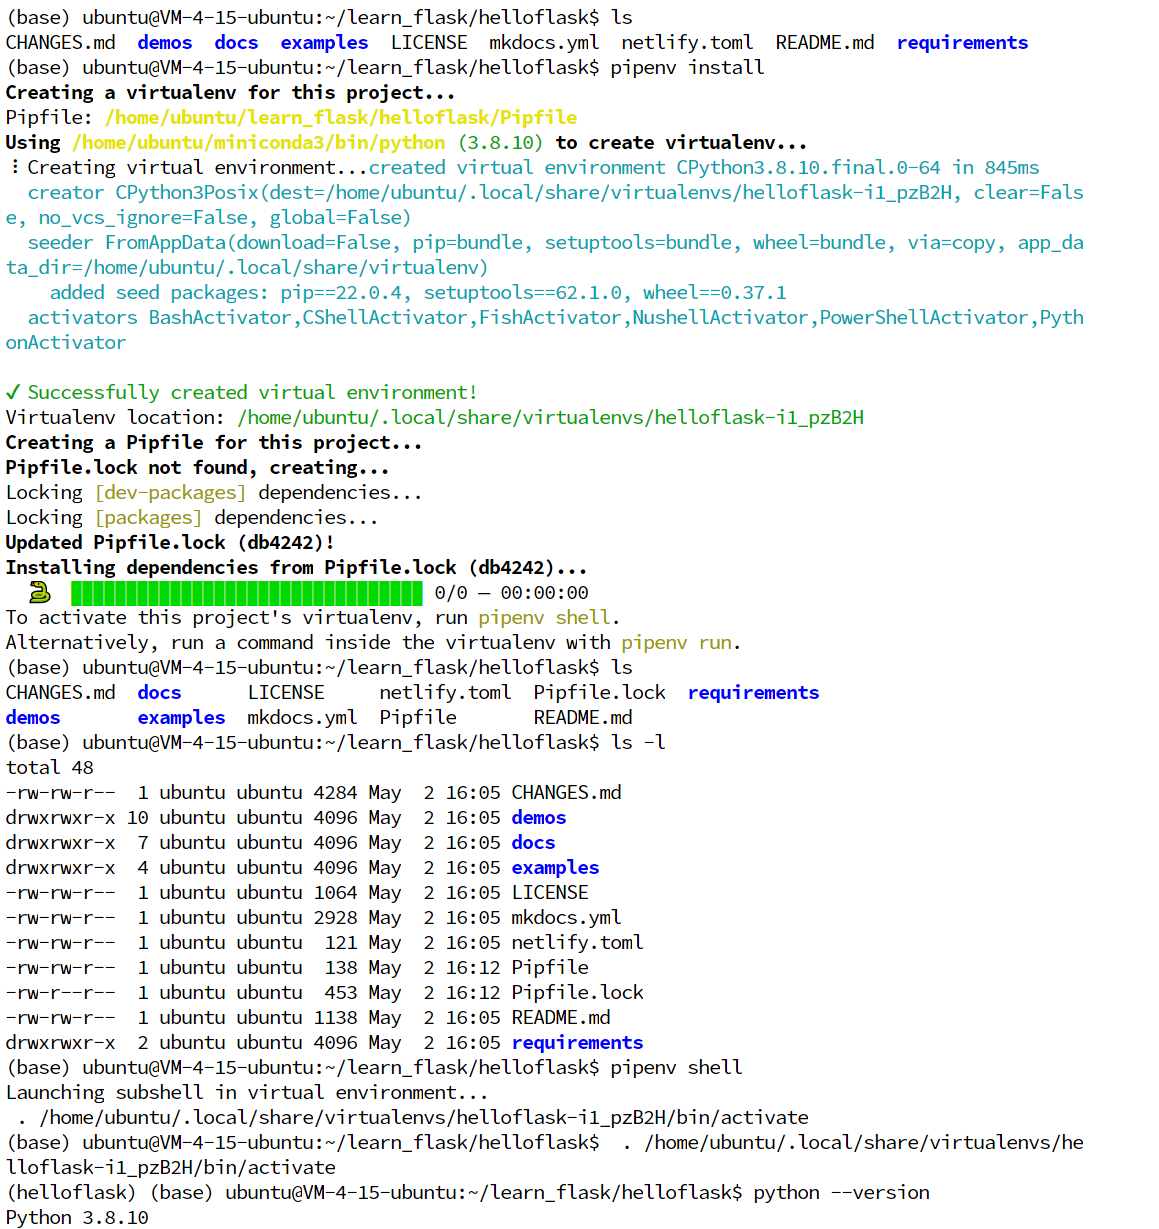 (base) ubuntu@VM-4-15-ubuntu:~/learn_flask/helloflask$ ls
CHANGES.md  demos  docs  examples  LICENSE  mkdocs.yml  netlify.toml  README.md  requirements
(base) ubuntu@VM-4-15-ubuntu:~/learn_flask/helloflask$ pipenv install
Creating a virtualenv for this project...
Pipfile: /home/ubuntu/learn_flask/helloflask/Pipfile
Using /home/ubuntu/miniconda3/bin/python (3.8.10) to create virtualenv...
⠸ Creating virtual environment...created virtual environment CPython3.8.10.final.0-64 in 845ms
  creator CPython3Posix(dest=/home/ubuntu/.local/share/virtualenvs/helloflask-i1_pzB2H, clear=Fals
e, no_vcs_ignore=False, global=False)
  seeder FromAppData(download=False, pip=bundle, setuptools=bundle, wheel=bundle, via=copy, app_da
ta_dir=/home/ubuntu/.local/share/virtualenv)
    added seed packages: pip==22.0.4, setuptools==62.1.0, wheel==0.37.1
  activators BashActivator,CShellActivator,FishActivator,NushellActivator,PowerShellActivator,Pyth
onActivator
✔ Successfully created virtual environment!
Virtualenv location: /home/ubuntu/.local/share/virtualenvs/helloflask-i1_pzB2H
Creating a Pipfile for this project...
Pipfile.lock not found, creating...
Locking [dev-packages] dependencies...
Locking [packages] dependencies...
Updated Pipfile.lock (db4242)!
Installing dependencies from Pipfile.lock (db4242)...
0/0 — 00:00:00
To activate this project's virtualenv, run pipenv shell.
Alternatively, run a command inside the virtualenv with pipenv run.
(base) ubuntu@VM-4-15-ubuntu:~/learn_flask/helloflask$ ls
CHANGES.md  docs      LICENSE     netlify.toml  Pipfile.lock  requirements
demos       examples  mkdocs.yml  Pipfile       README.md
(base) ubuntu@VM-4-15-ubuntu:~/learn_flask/helloflask$ ls -l
total 48
-rw-rw-r--  1 ubuntu ubuntu 4284 May  2 16:05 CHANGES.md
drwxrwxr-x 10 ubuntu ubuntu 4096 May  2 16:05 demos
drwxrwxr-x  7 ubuntu ubuntu 4096 May  2 16:05 docs
drwxrwxr-x  4 ubuntu ubuntu 4096 May  2 16:05 examples
-rw-rw-r--  1 ubuntu ubuntu 1064 May  2 16:05 LICENSE
-rw-rw-r--  1 ubuntu ubuntu 2928 May  2 16:05 mkdocs.yml
-rw-rw-r--  1 ubuntu ubuntu  121 May  2 16:05 netlify.toml
-rw-rw-r--  1 ubuntu ubuntu  138 May  2 16:12 Pipfile
-rw-r--r--  1 ubuntu ubuntu  453 May  2 16:12 Pipfile.lock
-rw-rw-r--  1 ubuntu ubuntu 1138 May  2 16:05 README.md
drwxrwxr-x  2 ubuntu ubuntu 4096 May  2 16:05 requirements
(base) ubuntu@VM-4-15-ubuntu:~/learn_flask/helloflask$ pipenv shell
Launching subshell in virtual environment...
 . /home/ubuntu/.local/share/virtualenvs/helloflask-i1_pzB2H/bin/activate
(base) ubuntu@VM-4-15-ubuntu:~/learn_flask/helloflask$  . /home/ubuntu/.local/share/virtualenvs/he
lloflask-i1_pzB2H/bin/activate
(helloflask) (base) ubuntu@VM-4-15-ubuntu:~/learn_flask/helloflask$ python --version
Python 3.8.10